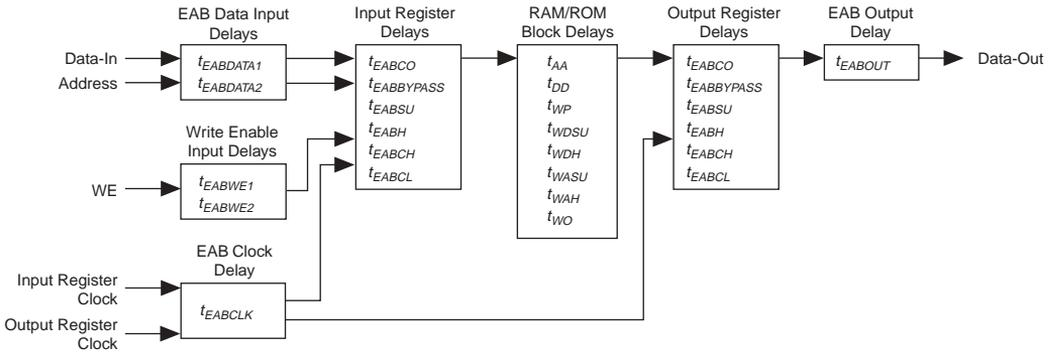 EAB Data Input
Delays
Input Register
Delays
RAM/ROM
Block Delays
Output Register
Delays
EAB Output
Delay
Data-In
Address
tEABDATA1
tEABDATA2
tEABCO
tEABBYPASS
tEABSU
tEABH
tEABCH
tEABCL
tAA
tDD
tWP
tWDSU
tWDH
tWASU
tWAH
tWO
tEABCO
tEABBYPASS
tEABSU
tEABH
tEABCH
tEABCL
tEABOUT
Data-Out
Write Enable
Input Delays
WE
tEABWE1
tEABWE2
EAB Clock
Delay
Input Register
Clock
tEABCLK
Output Register
Clock